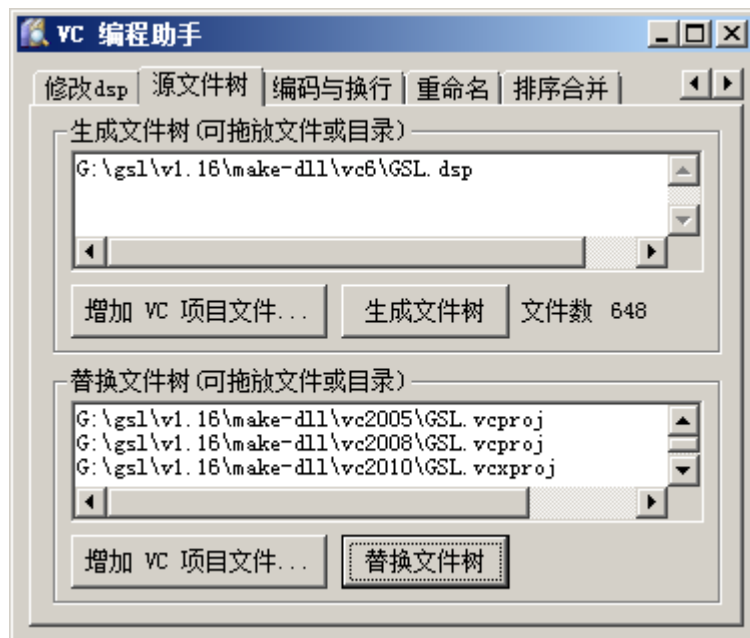 VC 编程助手
修改dsp 源文件树 编码与换行 重命名 排序合并
生成文件树(可拖放文件或目录)
G:\gsl\v1.16\make-dll\vc6\GSL.dsp
增加 VC 项目文件... 生成文件树 文件数 648
替换文件树(可拖放文件或目录)
G:\gsl\v1.16\make-dll\vc2005\GSL.vcproj
G:\gsl\v1.16\make-dll\vc2008\GSL.vcproj
G:\gsl\v1.16\make-dll\vc2010\GSL.vcxproj
增加 VC 项目文件... 替换文件树